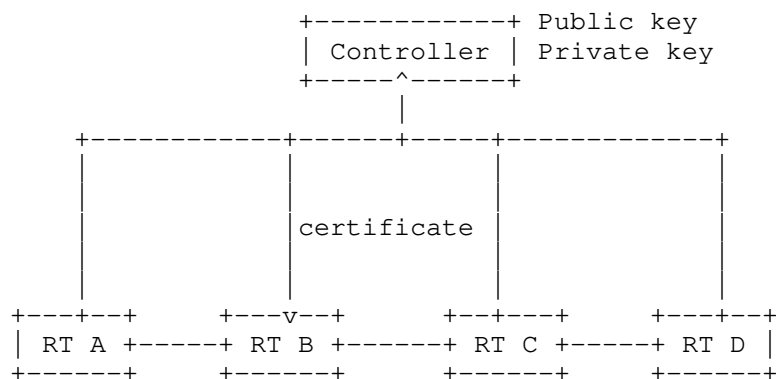 Public key
Controller Private key
certificate
RT A RT B RT C RT D